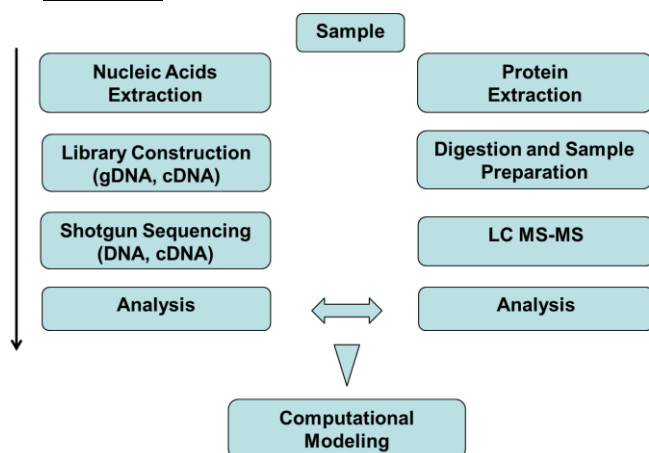 Sample
Nucleic Acids
Extraction
Protein
Extraction
Library Construction
(gDNA, cDNA)
Digestion and Sample
Preparation
Shotgun Sequencing
(DNA, cDNA)
LC MS-MS
Analysis
Analysis
Computational
Modeling